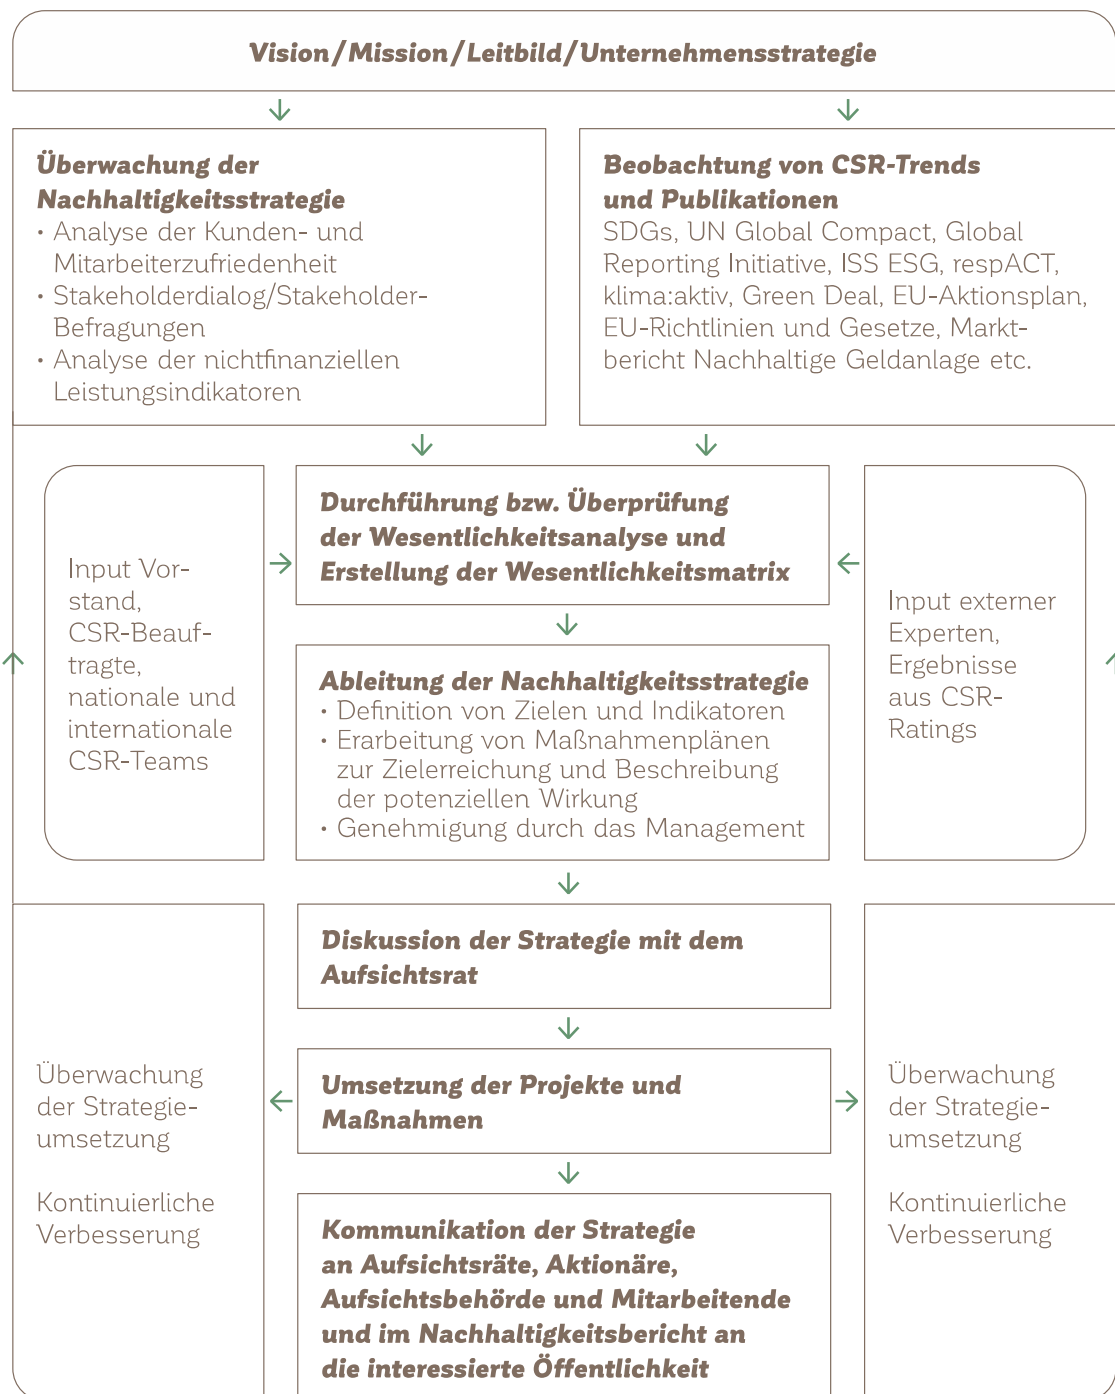 Vision/Mission/Leitbild/Unternehmensstrategie
Überwachung der
Nachhaltigkeitsstrategie
• Analyse der Kunden- und
Mitarbeiterzufriedenheit
• Stakeholderdialog/Stakeholder-
Befragungen
• Analyse der nichtfinanziellen
Leistungsindikatoren
Beobachtung von CSR-Trends
und Publikationen
SDGs, UN Global Compact, Global
Reporting Initiative, ISS ESG, respACT,
klima:aktiv, Green Deal, EU-Aktionsplan,
EU-Richtlinien und Gesetze, Markt-
bericht Nachhaltige Geldanlage etc.
Input Vor-
stand,
CSR-Beauf-
tragte,
nationale und
internationale
CSR-Teams
Durchführung bzw. Überprüfung
der Wesentlichkeitsanalyse und
Erstellung der Wesentlichkeitsmatrix
Input externer
Experten,
Ergebnisse
aus CSR-
Ratings
Ableitung der Nachhaltigkeitsstrategie
• Definition von Zielen und Indikatoren
• Erarbeitung von Maßnahmenplänen
zur Zielerreichung und Beschreibung
der potenziellen Wirkung
• Genehmigung durch das Management
Diskussion der Strategie mit dem
Aufsichtsrat
Überwachung
der Strategie-
umsetzung
Kontinuierliche
Verbesserung
Umsetzung der Projekte und
Maßnahmen
Überwachung
der Strategie-
umsetzung
Kontinuierliche
Verbesserung
Kommunikation der Strategie
an Aufsichtsräte, Aktionäre,
Aufsichtsbehörde und Mitarbeitende
und im Nachhaltigkeitsbericht an
die interessierte Öffentlichkeit